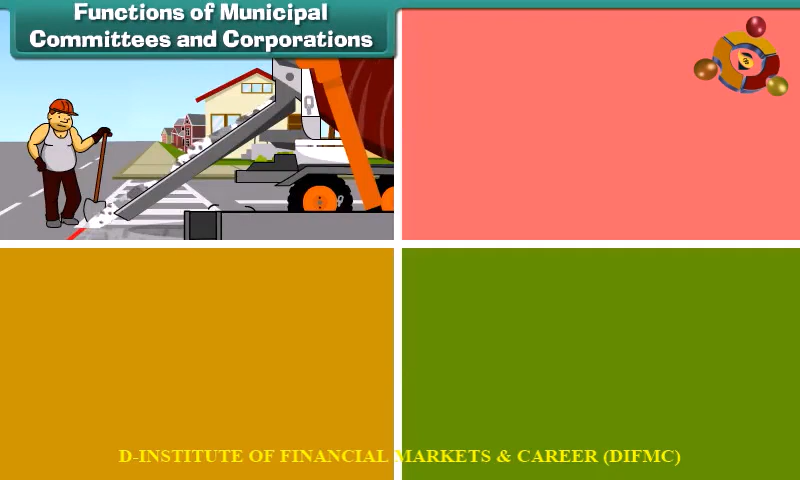 Functions of Municipal
Committees and Corporations
D-INSTITUTE OF FINANCIAL MARKETS & CAREER (DIFMC)